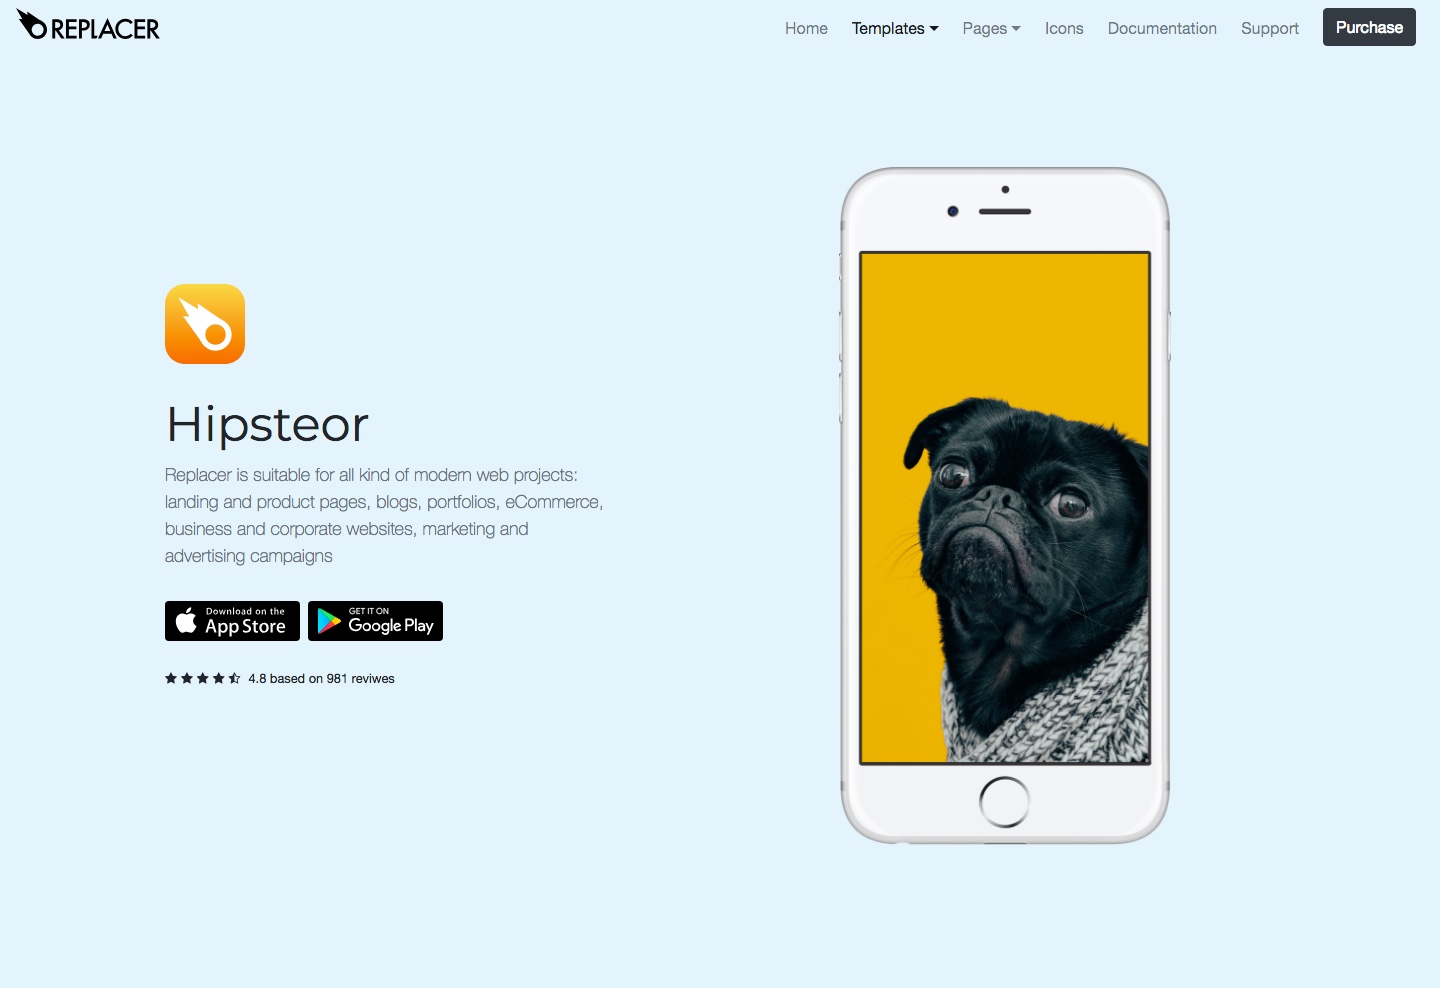 REPLACER
Home Templates Pages Icons Documentation Support Purchase
Hipsteor
Replacer is suitable for all kind of modern web projects:
landing and product pages, blogs, portfolios, eCommerce,
business and corporate websites, marketing and
advertising campaigns
Download on the
App Store
GET IT ON
Google Play
4.8 based on 981 reviwes